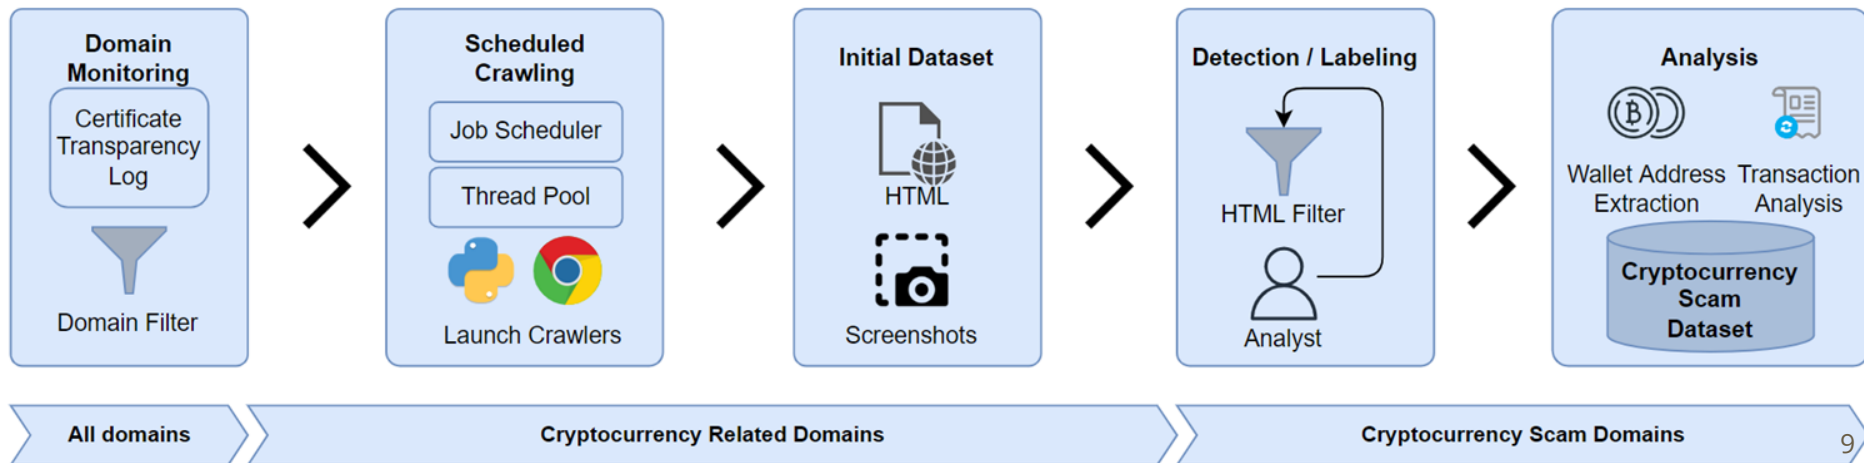 Domain
Monitoring
Certificate
Transparency
Log
Domain Filter
Scheduled
Crawling
Job Scheduler
Thread Pool
Launch Crawlers
Initial Dataset
HTML
Screenshots
Detection / Labeling
HTML Filter
Analyst
Analysis
Wallet Address
Extraction
Transaction
Analysis
Cryptocurrency
Scam
Dataset
All domains
Cryptocurrency Related Domains
Cryptocurrency Scam Domains
9